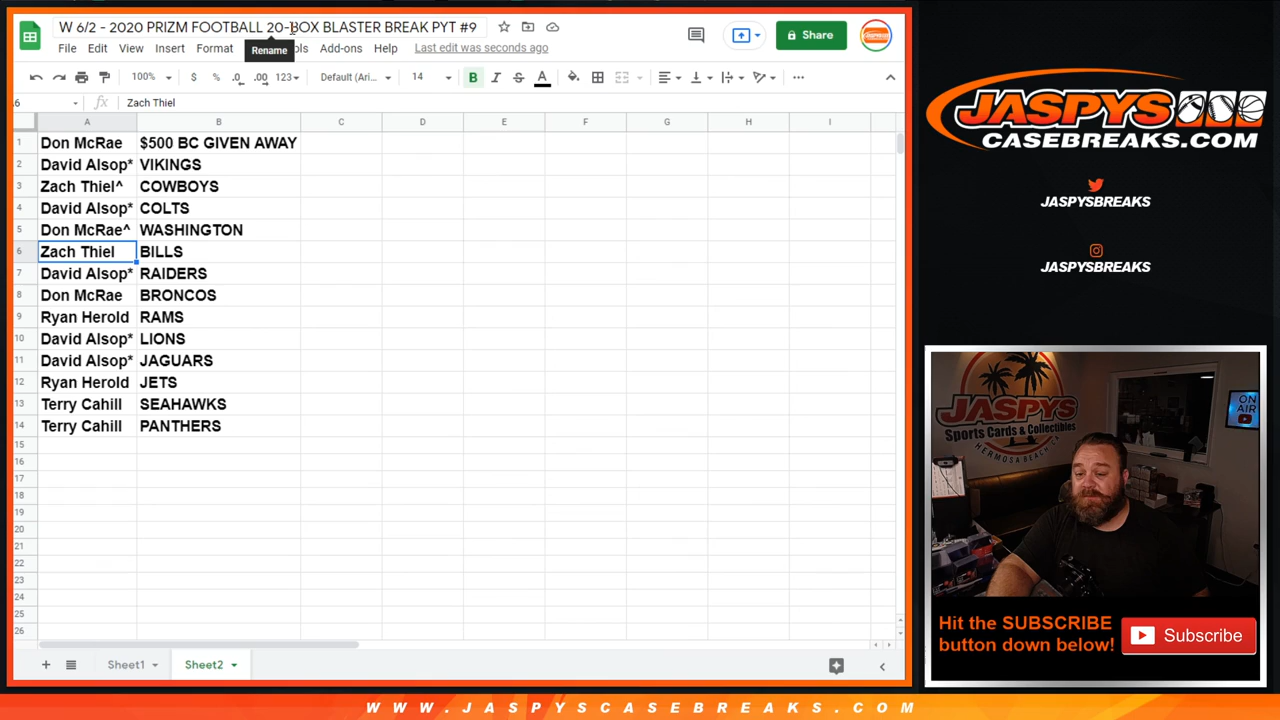 W 6/2 - 2020 PRIZM FOOTBALL 20-BOX BLASTER BREAK PYT #9
File Edit View Insert Format Add-ons Help Last edit was seconds ago
Rename
Share
100% $ % .0 .00 123 Default (Ari... 14 B I S A
6 fx Zach Thiel
A B C D E F G H I
1 Don McRae $500 BC GIVEN AWAY
2 David Alsop* VIKINGS
3 Zach Thiel^ COWBOYS
4 David Alsop* COLTS
5 Don McRae^ WASHINGTON
6 Zach Thiel BILLS
7 David Alsop* RAIDERS
8 Don McRae BRONCOS
9 Ryan Herold RAMS
10 David Alsop* LIONS
11 David Alsop* JAGUARS
12 Ryan Herold JETS
13 Terry Cahill SEAHAWKS
14 Terry Cahill PANTHERS
15
16
17
18
19
20
21
22
23
24
25
26
Sheet1 Sheet2
JASPYS
CASEBREAKS.COM
JASPYSBREAKS
JASPYSBREAKS
JASPYS
Sports Cards & Collectibles
HERMOSA BEACH, CA
ON
AIR
Hit the SUBSCRIBE
button down below!
Subscribe
WWW.JASPYSCASEBREAKS.COM